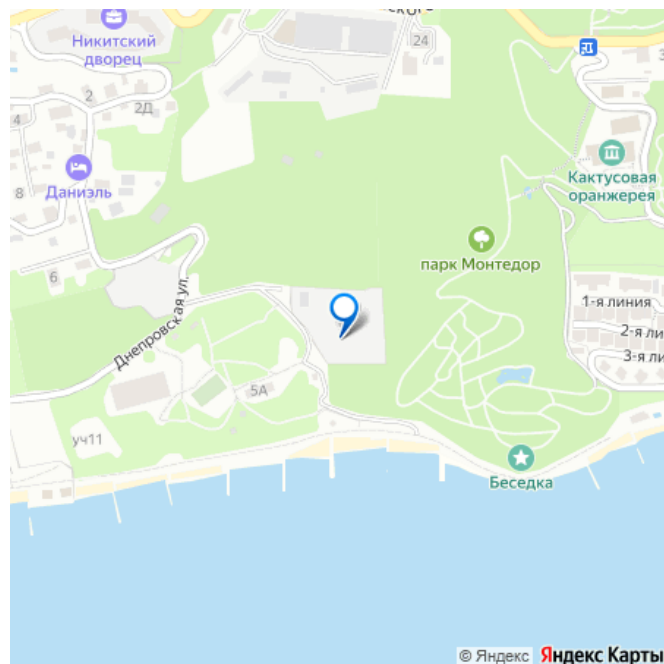 24
Никитский
дворец
2
2Д
4
Кактусовая
оранжерея
Даниэль
8
парк Монтедор
6
1-я линия
2-я ли
3-я ли
Днепровская ул.
5А
уч11
Беседка
© Яндекс
Яндекс Карты